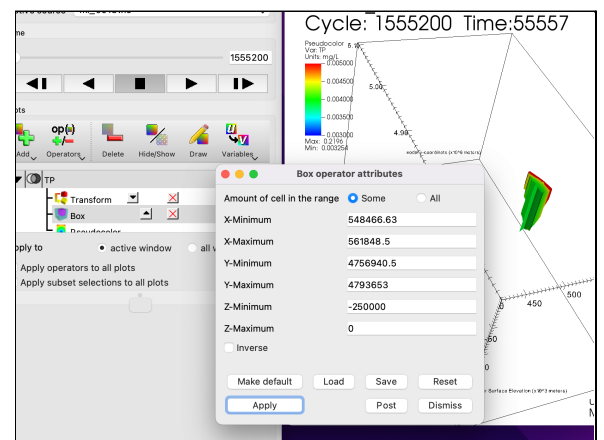 1555200
ots
op(=)
+/-
Add
Operators
Delete
Hide/Show
Draw
Variables
TP
Transform
Box
Pseudocolor
pply to
active window
all w
Apply operators to all plots
Apply subset selections to all plots
Cycle: 1555200 Time:55557
Pseudocolor
Var: TP
Units: mg/L
0.005000
0.004500
0.004000
0.003500
0.003000
Max: 0.2196
Min: 0.003254
5.00
4.90
450
500
Box operator attributes
Amount of cell in the range
Some
All
X-Minimum
548466.63
X-Maximum
561848.5
Y-Minimum
4756940.5
Y-Maximum
4793653
Z-Minimum
-250000
Z-Maximum
0
Inverse
Make default
Load
Save
Reset
Apply
Post
Dismiss
Surface Elevation (x10^3 meters)